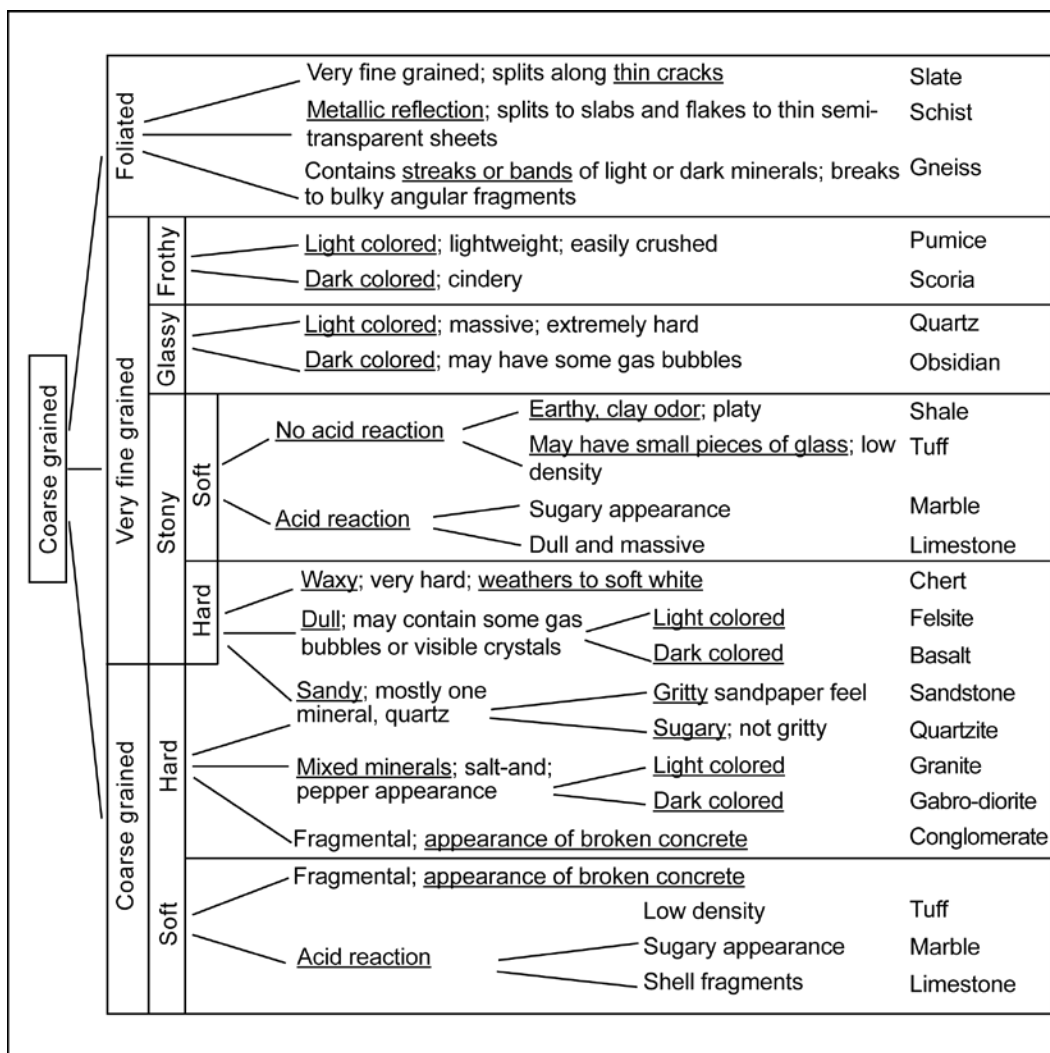 Coarse grained
Foliated
Very fine grained; splits along thin cracks
Slate
Metallic reflection; splits to slabs and flakes to thin semi-
transparent sheets
Schist
Contains streaks or bands of light or dark minerals; breaks
to bulky angular fragments
Gneiss
Very fine grained
Frothy
Light colored; lightweight; easily crushed
Pumice
Dark colored; cindery
Scoria
Glassy
Light colored; massive; extremely hard
Quartz
Dark colored; may have some gas bubbles
Obsidian
Stony
Soft
No acid reaction
Earthy, clay odor; platy
Shale
May have small pieces of glass; low
density
Tuff
Acid reaction
Sugary appearance
Marble
Dull and massive
Limestone
Hard
Waxy; very hard; weathers to soft white
Chert
Dull; may contain some gas
bubbles or visible crystals
Light colored
Felsite
Dark colored
Basalt
Coarse grained
Hard
Sandy; mostly one
mineral, quartz
Gritty sandpaper feel
Sandstone
Sugary; not gritty
Quartzite
Mixed minerals; salt-and;
pepper appearance
Light colored
Granite
Dark colored
Gabro-diorite
Fragmental; appearance of broken concrete
Conglomerate
Soft
Fragmental; appearance of broken concrete
Low density
Tuff
Acid reaction
Sugary appearance
Marble
Shell fragments
Limestone